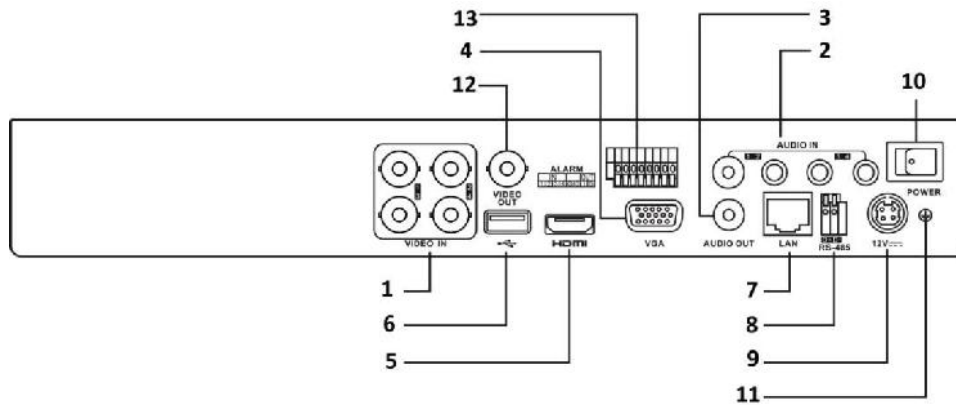 13
3
4
2
12
10
AUDIO IN
ALARM
POWER
VIDEO
OUT
VIDEO IN
HDMI
VGA
AUDIO OUT
LAN
RS-485
12V
1
7
6
8
5
9
11